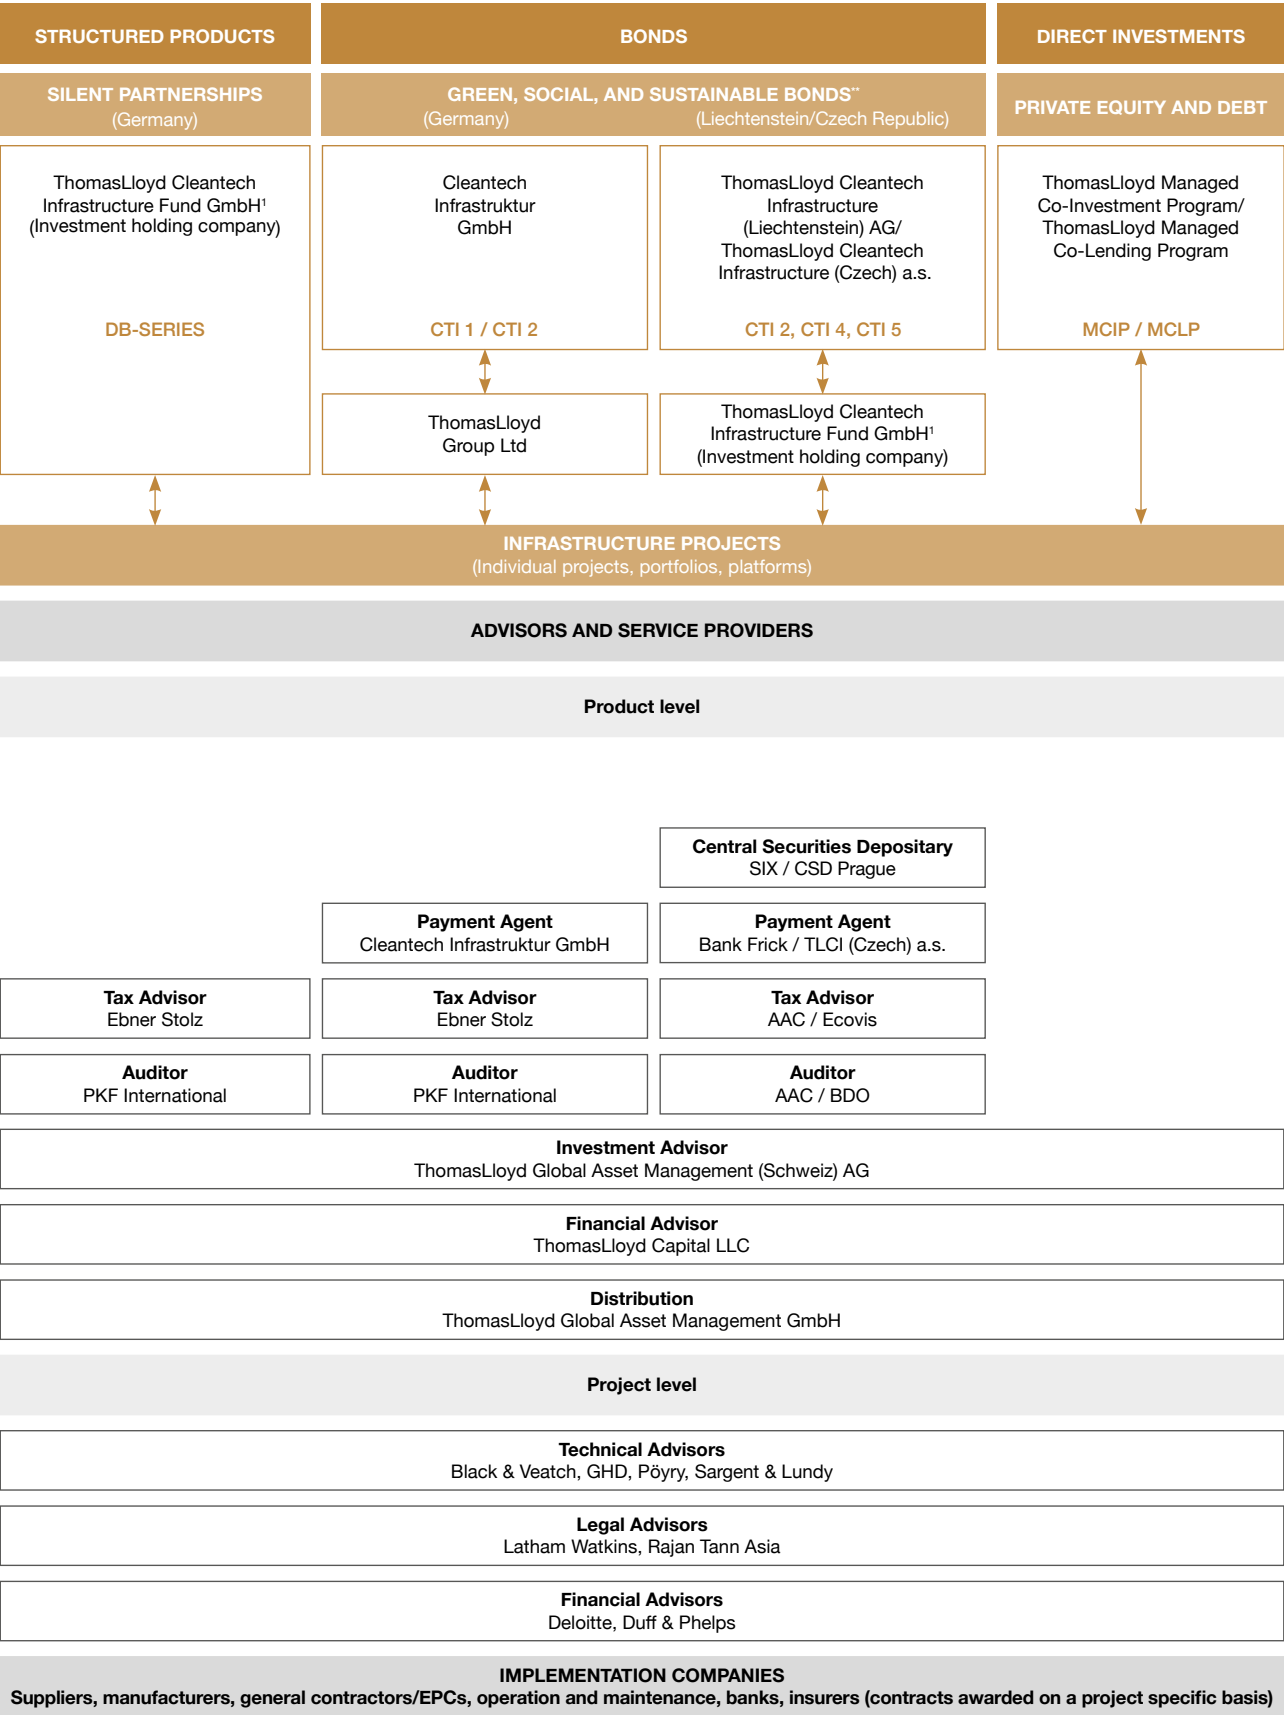 STRUCTURED PRODUCTS
BONDS
DIRECT INVESTMENTS
SILENT PARTNERSHIPS
(Germany)
GREEN, SOCIAL, AND SUSTAINABLE BONDS**
(Germany)
(Liechtenstein/Czech Republic)
PRIVATE EQUITY AND DEBT
ThomasLloyd Cleantech
Infrastructure Fund GmbH¹
(Investment holding company)
DB-SERIES
Cleantech
Infrastruktur
GmbH
CTI 1 / CTI 2
ThomasLloyd Cleantech
Infrastructure
(Liechtenstein) AG/
ThomasLloyd Cleantech
Infrastructure (Czech) a.s.
CTI 2, CTI 4, CTI 5
ThomasLloyd Managed
Co-Investment Program/
ThomasLloyd Managed
Co-Lending Program
MCIP / MCLP
ThomasLloyd
Group Ltd
ThomasLloyd Cleantech
Infrastructure Fund GmbH¹
(Investment holding company)
INFRASTRUCTURE PROJECTS
(Individual projects, portfolios, platforms)
ADVISORS AND SERVICE PROVIDERS
Product level
Central Securities Depositary
SIX / CSD Prague
Payment Agent
Cleantech Infrastruktur GmbH
Payment Agent
Bank Frick / TLCI (Czech) a.s.
Tax Advisor
Ebner Stolz
Tax Advisor
Ebner Stolz
Tax Advisor
AAC / Ecovis
Auditor
PKF International
Auditor
PKF International
Auditor
AAC / BDO
Investment Advisor
ThomasLloyd Global Asset Management (Schweiz) AG
Financial Advisor
ThomasLloyd Capital LLC
Distribution
ThomasLloyd Global Asset Management GmbH
Project level
Technical Advisors
Black & Veatch, GHD, Pöyry, Sargent & Lundy
Legal Advisors
Latham Watkins, Rajan Tann Asia
Financial Advisors
Deloitte, Duff & Phelps
IMPLEMENTATION COMPANIES
Suppliers, manufacturers, general contractors/EPCs, operation and maintenance, banks, insurers (contracts awarded on a project specific basis)